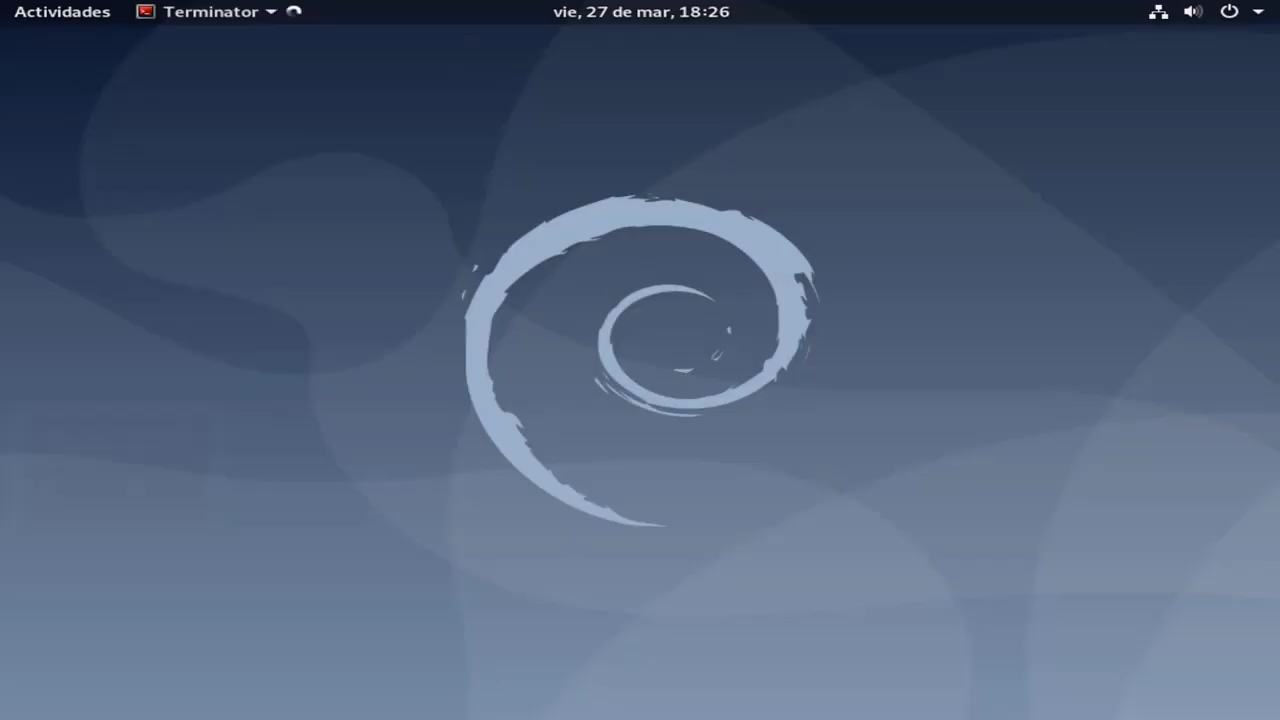 Actividades Terminator vie, 27 de mar, 18:26